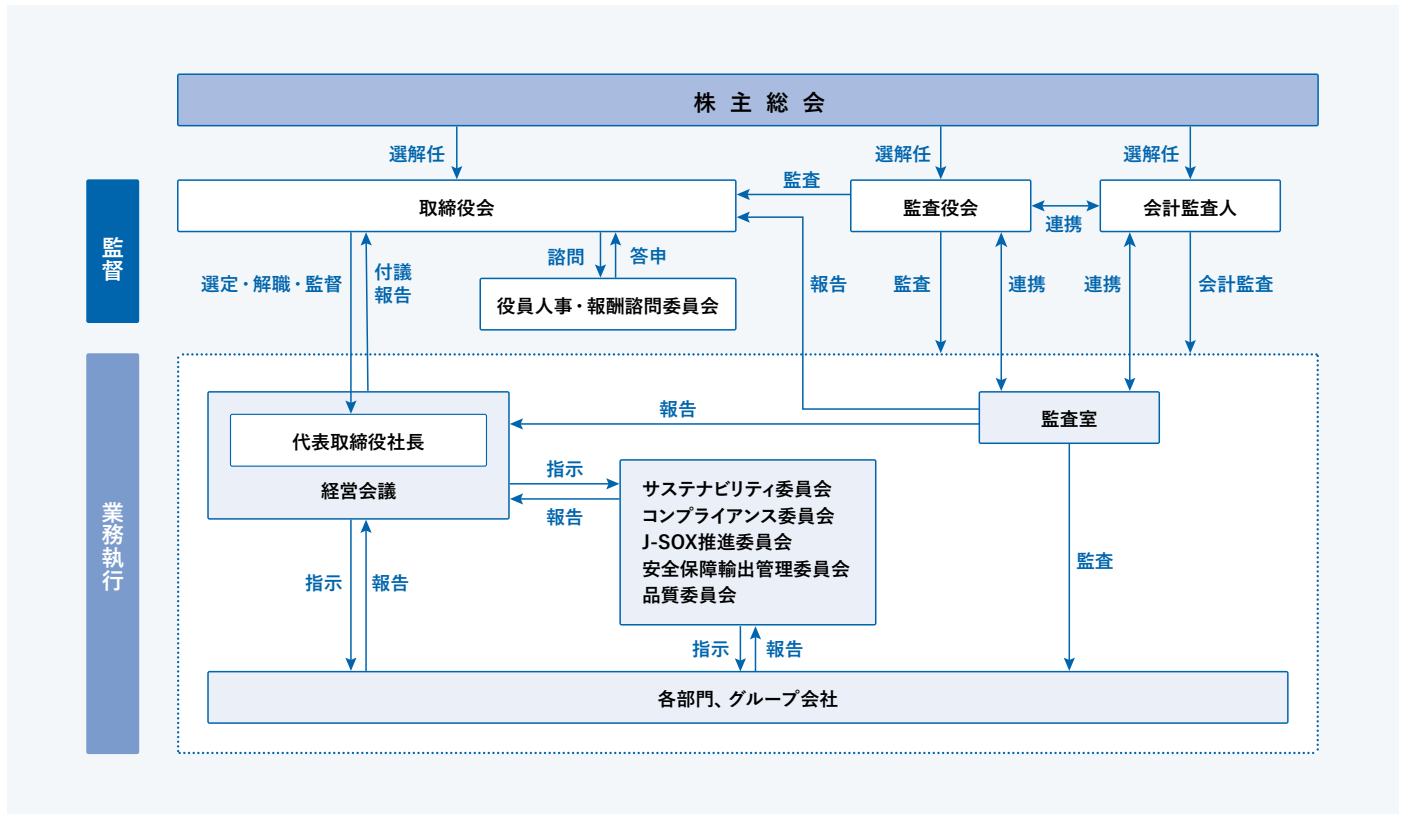 株主総会
選解任
選解任
選解任
監督
取締役会
監査
監査役会
連携
会計監査人
選定・解職・監督
付議
報告
諮問
答申
役員人事・報酬諮問委員会
報告
監査
連携
連携
会計監査
業務執行
代表取締役社長
経営会議
報告
監査室
指示
報告
サステナビリティ委員会
コンプライアンス委員会
J-SOX推進委員会
安全保障輸出管理委員会
品質委員会
監査
指示
報告
指示
報告
各部門、グループ会社